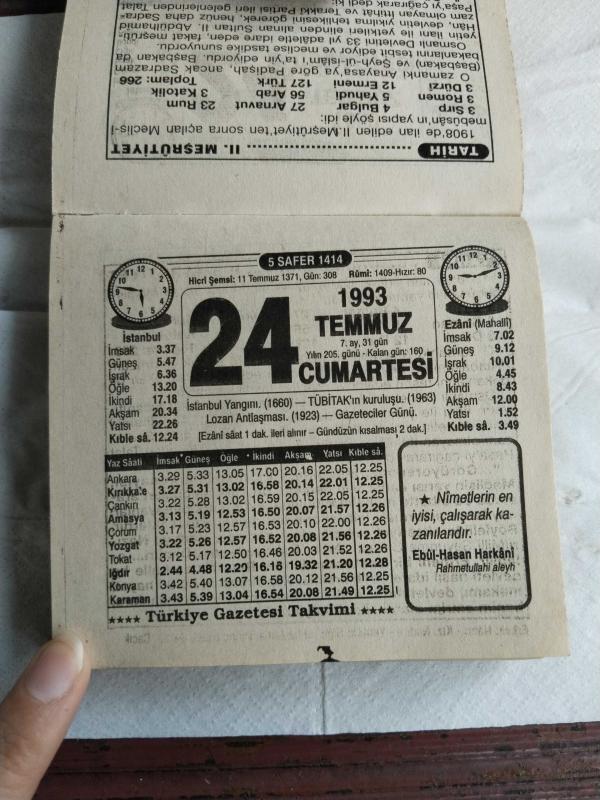 TARİH ........ II. MEŞRÛTİYET
1908'de ilan edilen II.Meşrûtiyet'ten sonra açılan Meclis-i
mebûsân'ın yapısı şöyle idi:
3 Sırp 4 Bulgar 27 Arnavut 23 Rum
3 Romen 5 Yahudi 56 Arab 3 Katolik
3 Dürzi 12 Ermeni 127 Türk Toplam: 266
O zamanki Anayasa'ya göre Padişah, ancak Sadrazam
(Başbakan) ve Şeyh-ül-İslam'ı ta'yin ediyordu. Başbakan da
bakanlarını tesbit ediyor ve meclise tasdike sunuyordu.
Osmanlı Devletini 33 yıl adâletle idare eden, fakat meşrûti-
yetin ilanı ile yetkileri elinden alınan Sultan II. Abdülhamid
Han, devletin yıkılma tehlikesini görerek, henüz daha Sadra-
zam olmayan İttihât ve Terakki Partisi ileri gelenlerinden Talat
Paşa'yı çağırarak dedi ki:
5 SAFER 1414
Hicri Şemsi: 11 Temmuz 1371, Gün: 308 Rûmi: 1409-Hızır: 80
24
1993
TEMMUZ
7. ay, 31 gün
Yılın 205. günü - Kalan gün: 160
CUMARTESİ
İstanbul
İmsak 3.37
Güneş 5.47
İşrak 6.36
Öğle 13.20
İkindi 17.18
Akşam 20.34
Yatsı 22.26
Kıble sâ. 12.24
Ezânî (Mahallî)
İmsak 7.02
Güneş 9.12
İşrak 10.01
Öğle 4.45
İkindi 8.43
Akşam 12.00
Yatsı 1.52
Kıble sâ. 3.49
İstanbul Yangını. (1660) — TÜBİTAK'ın kuruluşu. (1963)
Lozan Antlaşması. (1923) — Gazeteciler Günü.
[Ezânî sâat 1 dak. ileri alınır – Gündüzün kısalması 2 dak.]
Yaz Sâati İmsak Güneş Öğle İkindi Akşam Yatsı Kıble sâ.
Ankara 3.29 5.33 13.05 17.00 20.16 22.05 12.25
Kırıkkale 3.27 5.31 13.02 16.58 20.14 22.01 12.25
Çankırı 3.22 5.28 13.02 16.59 20.15 22.05 12.25
Amasya 3.13 5.19 12.53 16.50 20.07 21.57 12.26
Çorum 3.17 5.23 12.57 16.53 20.10 22.00 12.26
Yozgat 3.22 5.26 12.57 16.52 20.08 21.56 12.26
Tokat 3.12 5.17 12.50 16.46 20.03 21.52 12.26
Iğdır 2.44 4.48 12.20 16.16 19.32 21.20 12.28
Konya 3.42 5.40 13.07 16.58 20.12 21.56 12.25
Karaman 3.43 5.39 13.04 16.54 20.08 21.49 12.25
★ Nîmetlerin en
iyisi, çalışarak ka-
zanılandır.
Ebül-Hasan Harkânî
Rahmetullahi aleyh
★★★★ Türkiye Gazetesi Takvimi ★★★★